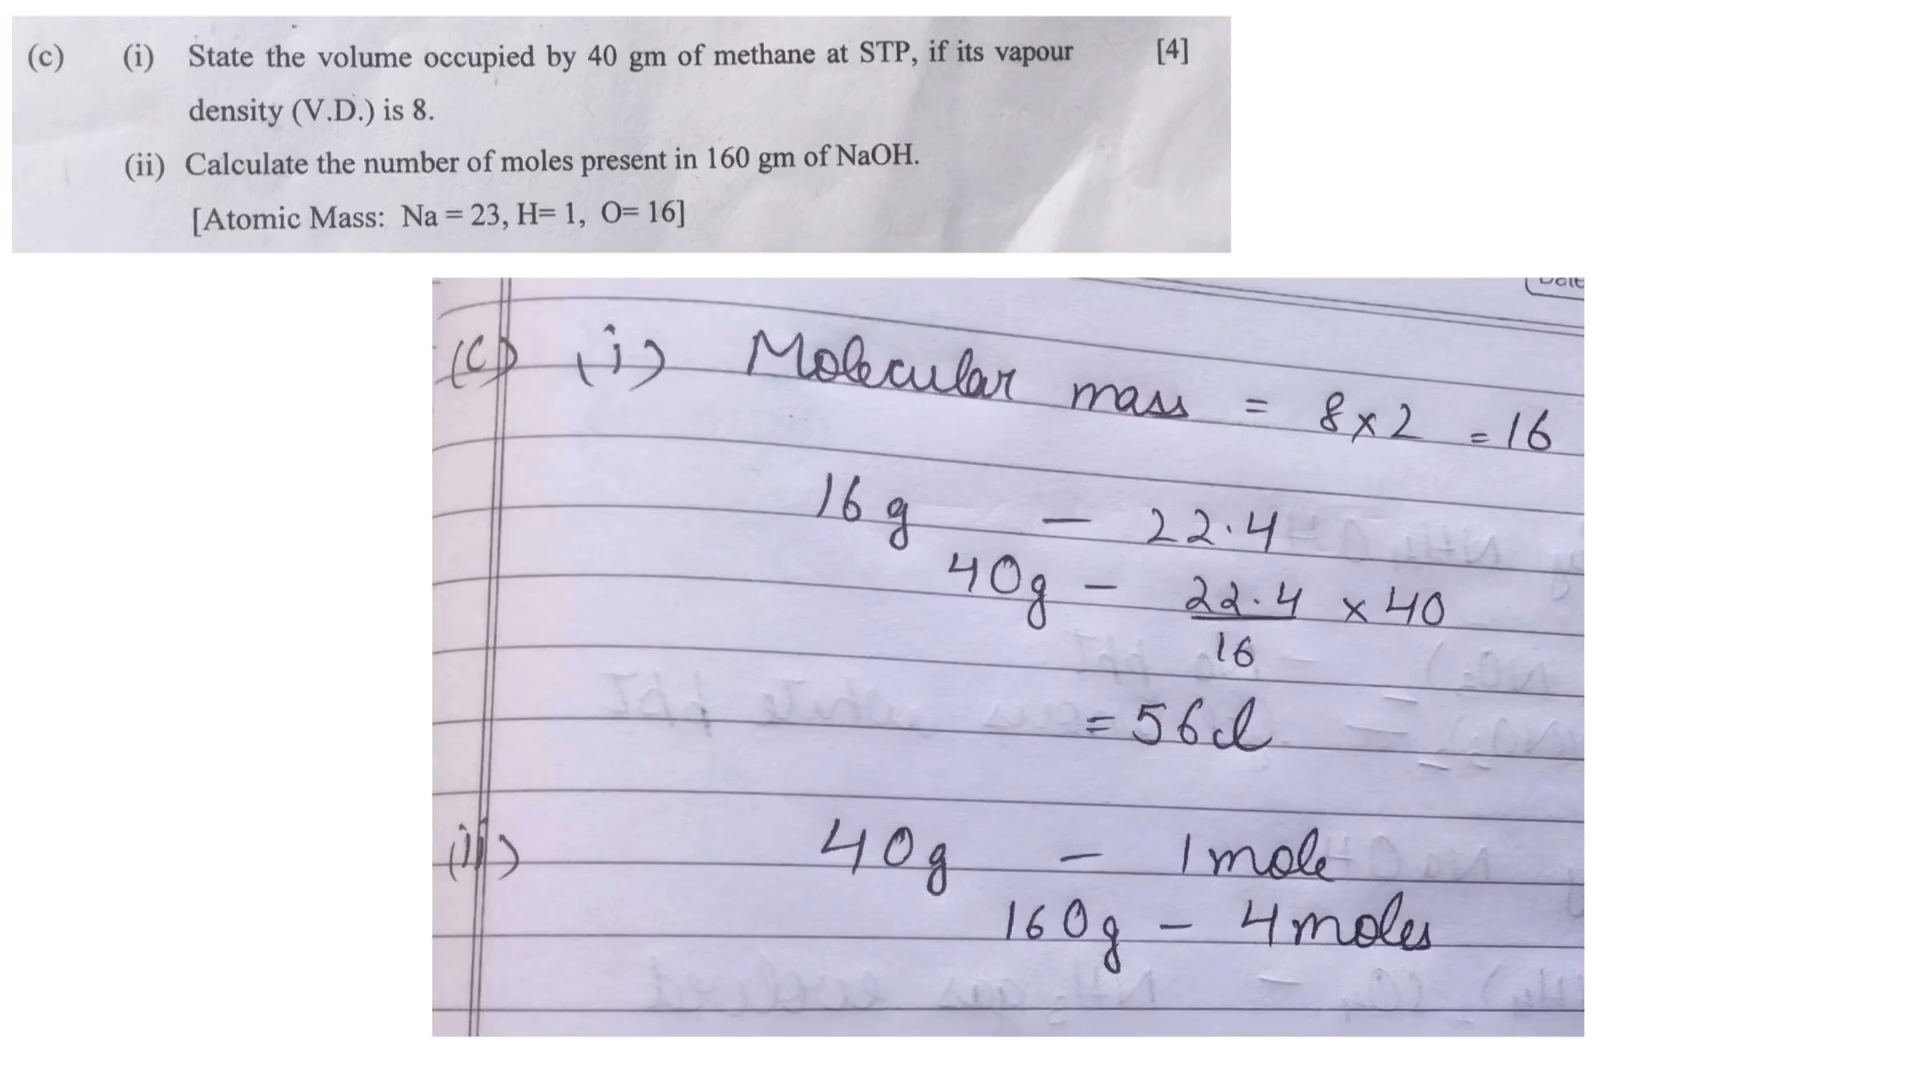 (c) (i) State the volume occupied by 40 gm of methane at STP, if its vapour [4]
density (V.D.) is 8.
(ii) Calculate the number of moles present in 160 gm of NaOH.
[Atomic Mass: Na = 23, H= 1, O= 16]
(C) (i) Molecular mass = 8 x 2 = 16
16 g - 22.4
40g - 22.4 x 40
16
= 56 l
(ii) 40g - 1 mole
160g - 4 moles